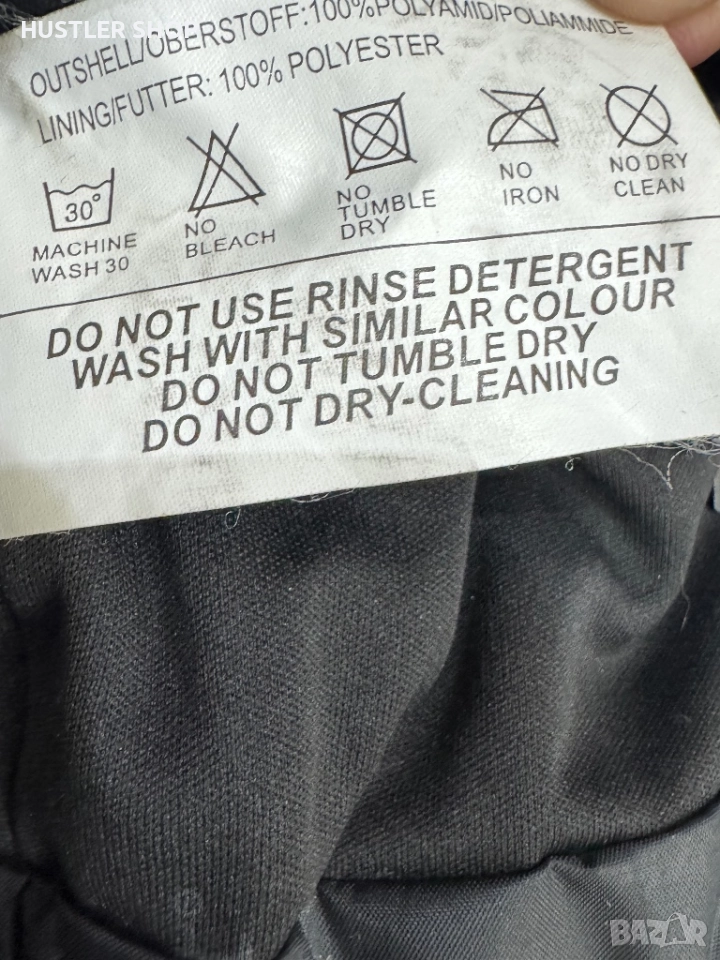 HUSTLER
OUTSHELL/OBERSTOFF:100%POLYAMID/POLIAMMIDE
LINING/FUTTER: 100% POLYESTER
30°
MACHINE
WASH 30
NO
BLEACH
NO
TUMBLE
DRY
NO
IRON
NO DRY
CLEAN
DO NOT USE RINSE DETERGENT
WASH WITH SIMILAR COLOUR
DO NOT TUMBLE DRY
DO NOT DRY-CLEANING
BAZAR